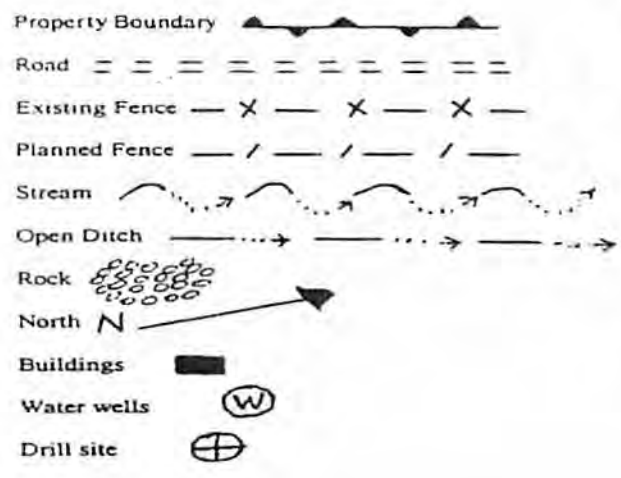 Property Boundary
Road
Existing Fence
Planned Fence
Stream
Open Ditch
Rock
North N
Buildings
Water wells W
Drill site